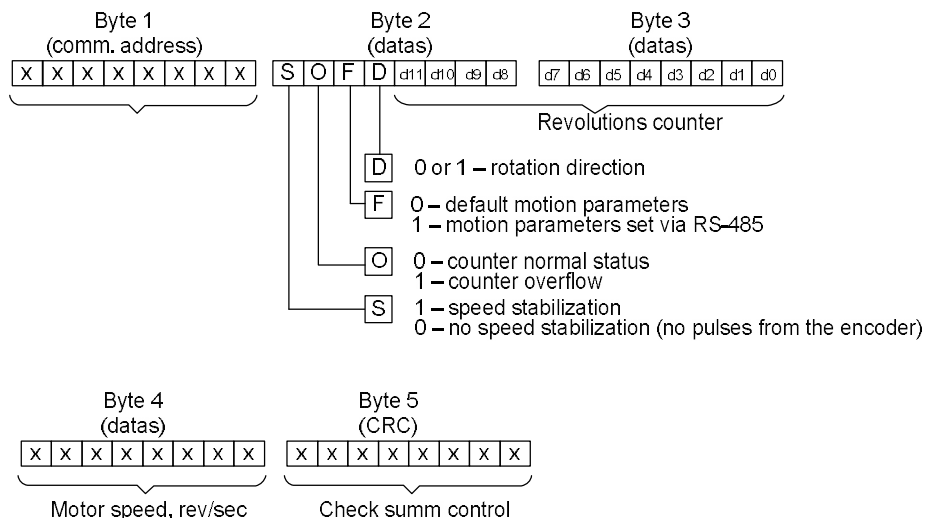 Byte 1
(comm. address)
X X X X X X X X
Byte 2
(datas)
S O F D d11 d10 d9 d8
Byte 3
(datas)
d7 d6 d5 d4 d3 d2 d1 d0
Revolutions counter
D 0 or 1 – rotation direction
F 0 – default motion parameters
1 – motion parameters set via RS-485
O 0 – counter normal status
1 – counter overflow
S 1 – speed stabilization
0 – no speed stabilization (no pulses from the encoder)
Byte 4
(datas)
X X X X X X X X
Motor speed, rev/sec
Byte 5
(CRC)
X X X X X X X X
Check summ control